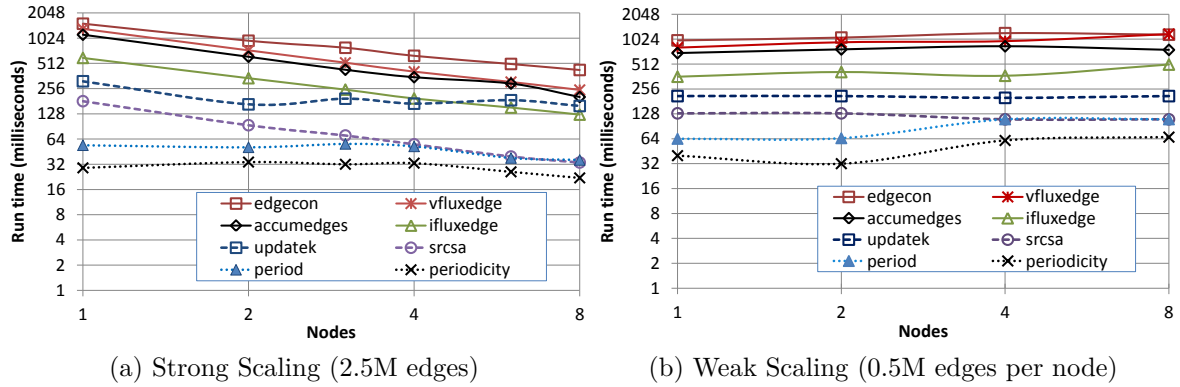 2048
1024
512
256
128
64
32
16
8
4
2
1
Run time (milliseconds)
edgecon vfluxedge
accumedges ifluxedge
updatek srcsa
period periodicity
1 2 4 8
Nodes
(a) Strong Scaling (2.5M edges)
2048
1024
512
256
128
64
32
16
8
4
2
1
Run time (milliseconds)
edgecon vfluxedge
accumedges ifluxedge
updatek srcsa
period periodicity
1 2 4 8
Nodes
(b) Weak Scaling (0.5M edges per node)